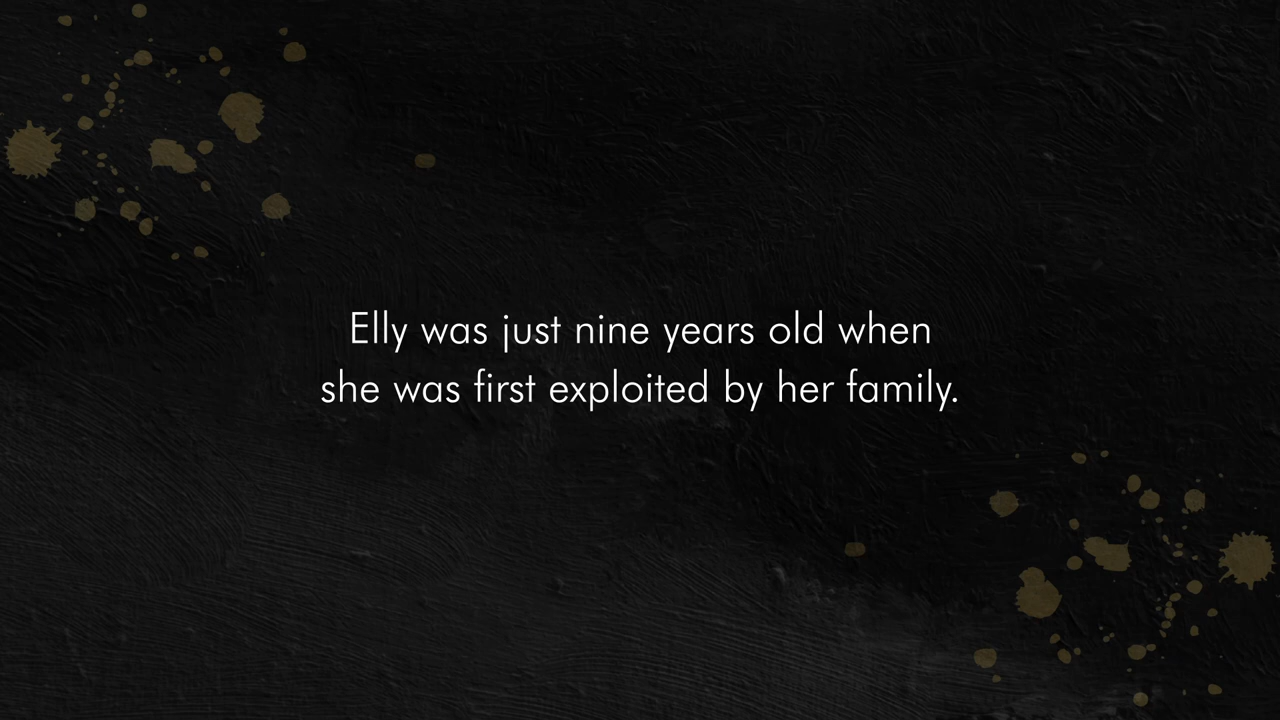 Elly was just nine years old when
she was first exploited by her family.